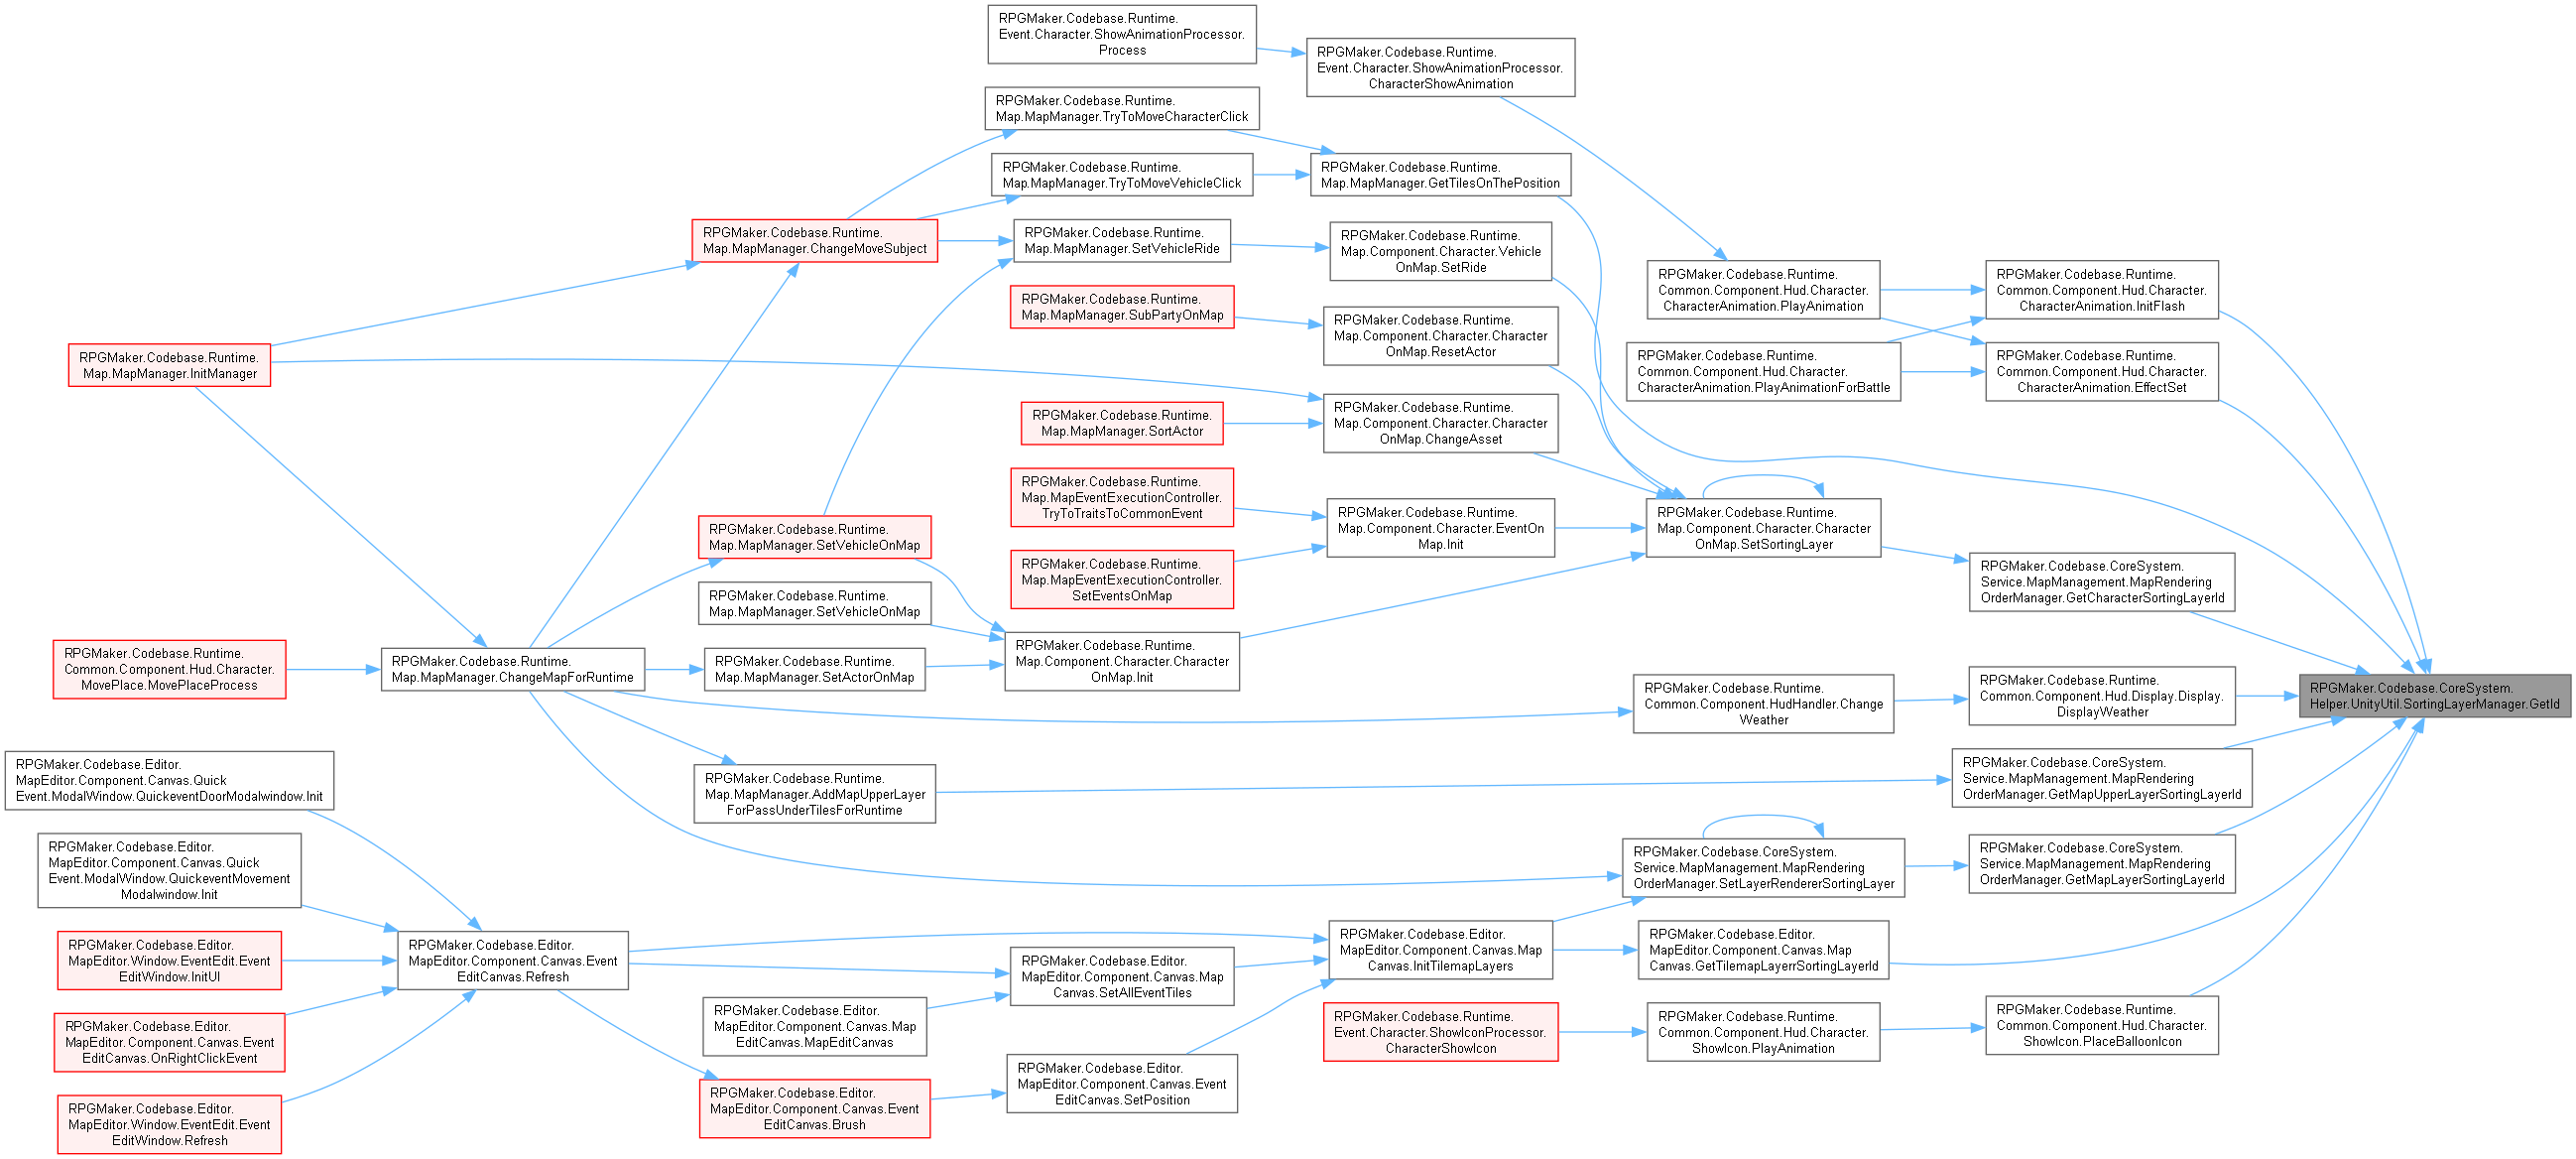 RPGMaker.Codebase.Runtime.
Event.Character.ShowAnimationProcessor.
Process
RPGMaker.Codebase.Runtime.
Event.Character.ShowAnimationProcessor.
CharacterShowAnimation
RPGMaker.Codebase.Runtime.
Map.MapManager.TryToMoveCharacterClick
RPGMaker.Codebase.Runtime.
Map.MapManager.TryToMoveVehicleClick
RPGMaker.Codebase.Runtime.
Map.MapManager.GetTilesOnThePosition
RPGMaker.Codebase.Runtime.
Map.MapManager.ChangeMoveSubject
RPGMaker.Codebase.Runtime.
Map.MapManager.SetVehicleRide
RPGMaker.Codebase.Runtime.
Map.Component.Character.Vehicle
OnMap.SetRide
RPGMaker.Codebase.Runtime.
Common.Component.Hud.Character.
CharacterAnimation.PlayAnimation
RPGMaker.Codebase.Runtime.
Common.Component.Hud.Character.
CharacterAnimation.InitFlash
RPGMaker.Codebase.Runtime.
Map.MapManager.SubPartyOnMap
RPGMaker.Codebase.Runtime.
Map.Component.Character.Character
OnMap.ResetActor
RPGMaker.Codebase.Runtime.
Map.MapManager.InitManager
RPGMaker.Codebase.Runtime.
Common.Component.Hud.Character.
CharacterAnimation.PlayAnimationForBattle
RPGMaker.Codebase.Runtime.
Common.Component.Hud.Character.
CharacterAnimation.EffectSet
RPGMaker.Codebase.Runtime.
Map.MapManager.SortActor
RPGMaker.Codebase.Runtime.
Map.Component.Character.Character
OnMap.ChangeAsset
RPGMaker.Codebase.Runtime.
Map.MapEventExecutionController.
TryToTraitsToCommonEvent
RPGMaker.Codebase.Runtime.
Map.Component.Character.EventOn
Map.Init
RPGMaker.Codebase.Runtime.
Map.Component.Character.Character
OnMap.SetSortingLayer
RPGMaker.Codebase.Runtime.
Map.MapManager.SetVehicleOnMap
RPGMaker.Codebase.Runtime.
Map.MapEventExecutionController.
SetEventsOnMap
RPGMaker.Codebase.CoreSystem.
Service.MapManagement.MapRendering
OrderManager.GetCharacterSortingLayerId
RPGMaker.Codebase.Runtime.
Map.MapManager.SetVehicleOnMap
RPGMaker.Codebase.Runtime.
Common.Component.Hud.Character.
MovePlace.MovePlaceProcess
RPGMaker.Codebase.Runtime.
Map.MapManager.ChangeMapForRuntime
RPGMaker.Codebase.Runtime.
Map.MapManager.SetActorOnMap
RPGMaker.Codebase.Runtime.
Map.Component.Character.Character
OnMap.Init
RPGMaker.Codebase.Runtime.
Common.Component.HudHandler.Change
Weather
RPGMaker.Codebase.Runtime.
Common.Component.Hud.Display.Display.
DisplayWeather
RPGMaker.Codebase.CoreSystem.
Helper.UnityUtil.SortingLayerManager.GetId
RPGMaker.Codebase.Editor.
MapEditor.Component.Canvas.Quick
Event.ModalWindow.QuickeventDoorModalwindow.Init
RPGMaker.Codebase.Runtime.
Map.MapManager.AddMapUpperLayer
ForPassUnderTilesForRuntime
RPGMaker.Codebase.CoreSystem.
Service.MapManagement.MapRendering
OrderManager.GetMapUpperLayerSortingLayerId
RPGMaker.Codebase.Editor.
MapEditor.Component.Canvas.Quick
Event.ModalWindow.QuickeventMovement
Modalwindow.Init
RPGMaker.Codebase.CoreSystem.
Service.MapManagement.MapRendering
OrderManager.SetLayerRendererSortingLayer
RPGMaker.Codebase.CoreSystem.
Service.MapManagement.MapRendering
OrderManager.GetMapLayerSortingLayerId
RPGMaker.Codebase.Editor.
MapEditor.Window.EventEdit.Event
EditWindow.InitUI
RPGMaker.Codebase.Editor.
MapEditor.Component.Canvas.Event
EditCanvas.Refresh
RPGMaker.Codebase.Editor.
MapEditor.Component.Canvas.Map
Canvas.SetAllEventTiles
RPGMaker.Codebase.Editor.
MapEditor.Component.Canvas.Map
Canvas.InitTilemapLayers
RPGMaker.Codebase.Editor.
MapEditor.Component.Canvas.Map
Canvas.GetTilemapLayerrSortingLayerId
RPGMaker.Codebase.Editor.
MapEditor.Component.Canvas.Event
EditCanvas.OnRightClickEvent
RPGMaker.Codebase.Editor.
MapEditor.Component.Canvas.Map
EditCanvas.MapEditCanvas
RPGMaker.Codebase.Runtime.
Event.Character.ShowIconProcessor.
CharacterShowIcon
RPGMaker.Codebase.Runtime.
Common.Component.Hud.Character.
ShowIcon.PlayAnimation
RPGMaker.Codebase.Runtime.
Common.Component.Hud.Character.
ShowIcon.PlaceBalloonIcon
RPGMaker.Codebase.Editor.
MapEditor.Window.EventEdit.Event
EditWindow.Refresh
RPGMaker.Codebase.Editor.
MapEditor.Component.Canvas.Event
EditCanvas.Brush
RPGMaker.Codebase.Editor.
MapEditor.Component.Canvas.Event
EditCanvas.SetPosition